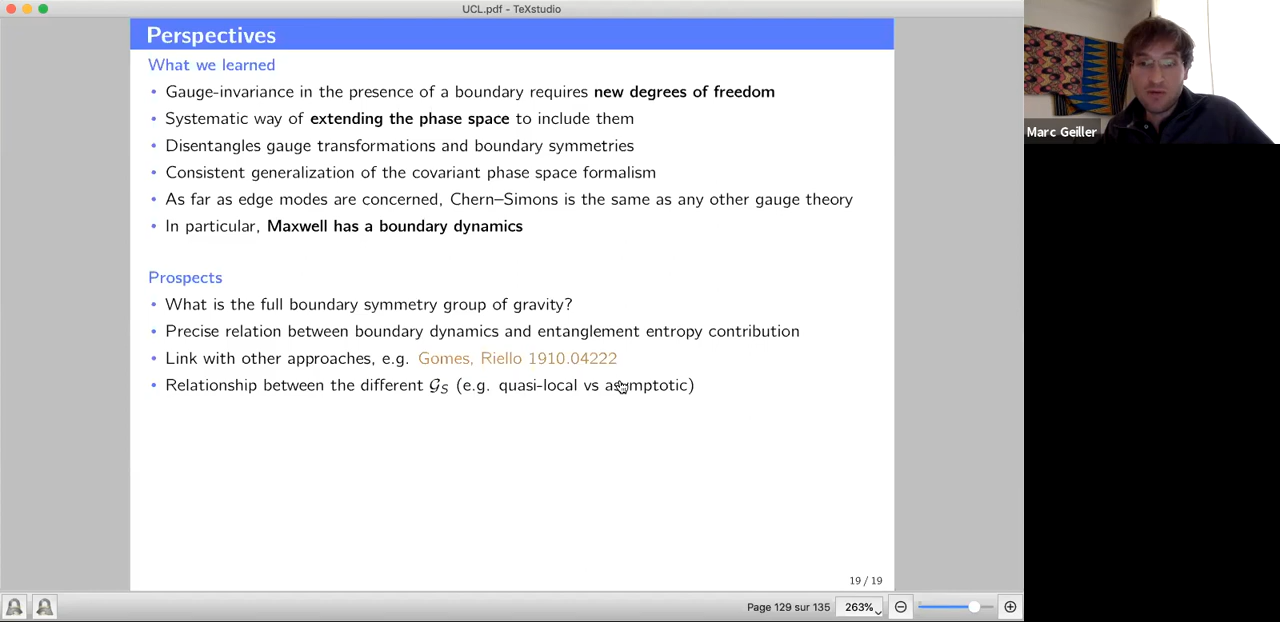 UCL.pdf - TeXstudio
Perspectives
What we learned
• Gauge-invariance in the presence of a boundary requires new degrees of freedom
• Systematic way of extending the phase space to include them
• Disentangles gauge transformations and boundary symmetries
• Consistent generalization of the covariant phase space formalism
• As far as edge modes are concerned, Chern–Simons is the same as any other gauge theory
• In particular, Maxwell has a boundary dynamics
Prospects
• What is the full boundary symmetry group of gravity?
• Precise relation between boundary dynamics and entanglement entropy contribution
• Link with other approaches, e.g. Gomes, Riello 1910.04222
• Relationship between the different 𝒢S (e.g. quasi-local vs asymptotic)
19 / 19
Page 129 sur 135
263%
Marc Geiller